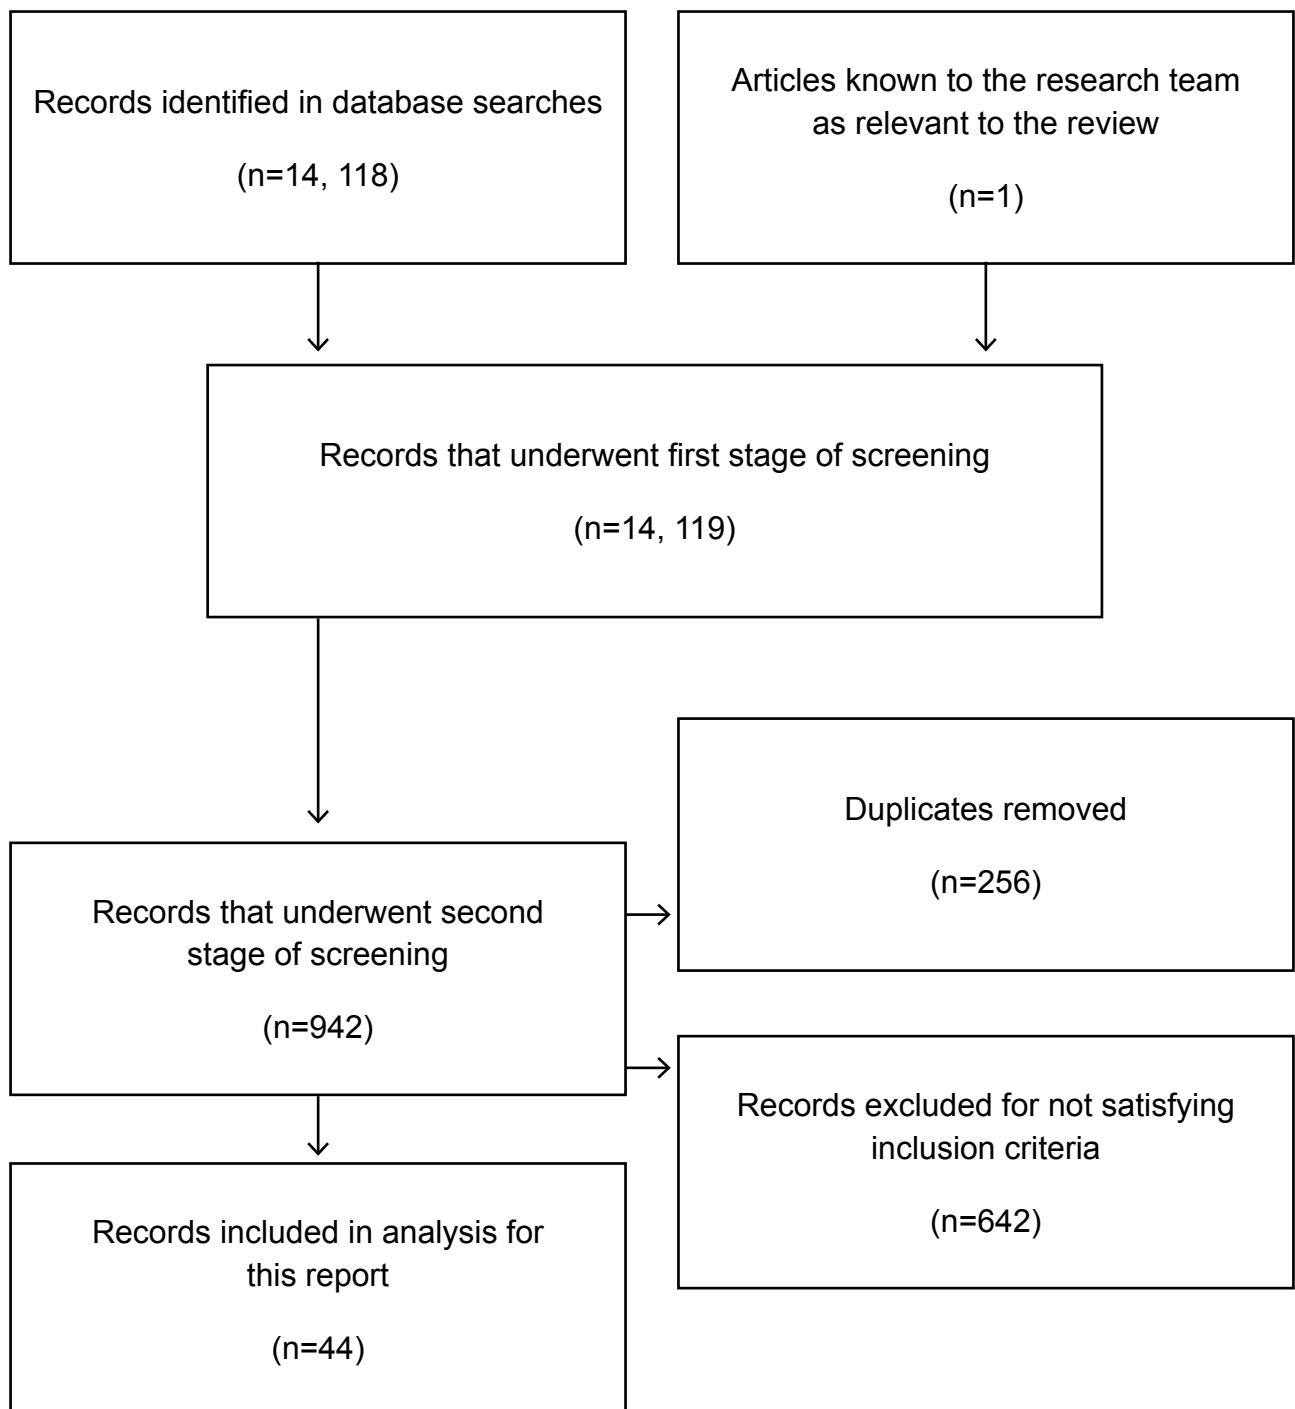 Records identified in database searches
(n=14, 118)
Articles known to the research team
as relevant to the review
(n=1)
Records that underwent first stage of screening
(n=14, 119)
Duplicates removed
(n=256)
Records that underwent second
stage of screening
(n=942)
Records excluded for not satisfying
inclusion criteria
(n=642)
Records included in analysis for
this report
(n=44)